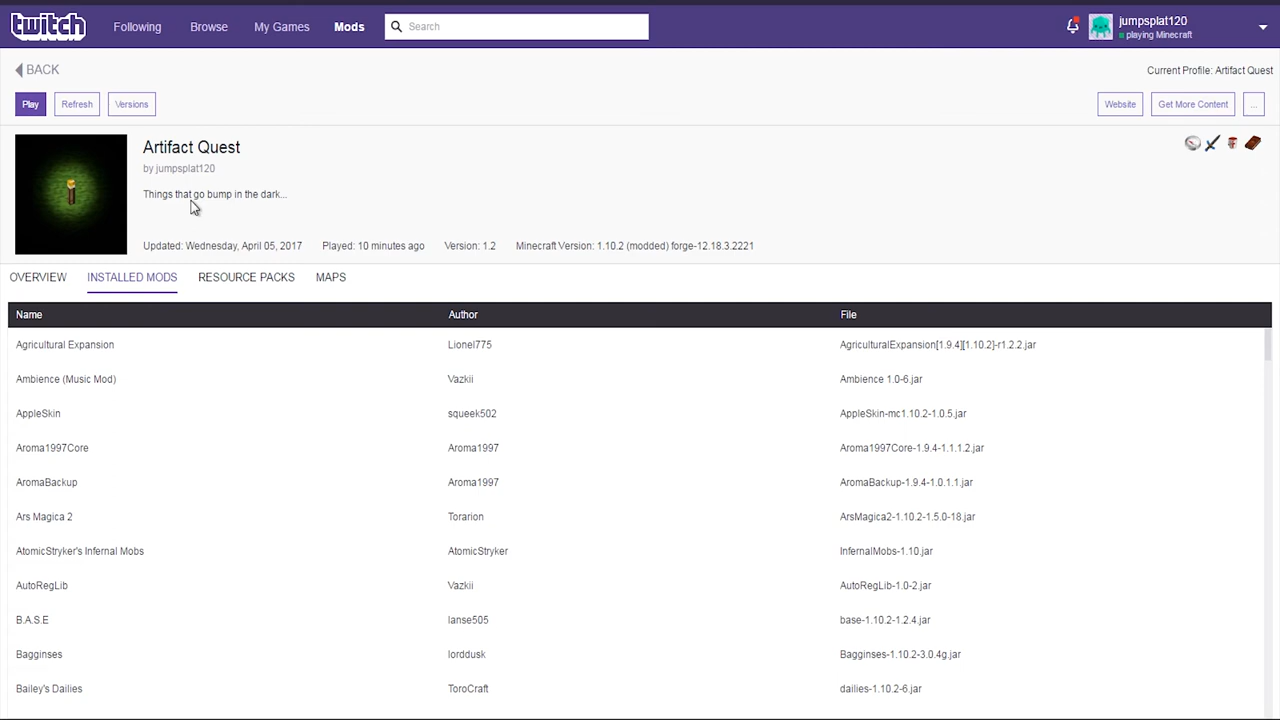 twitch Following Browse My Games Mods Search jumpsplat120
playing Minecraft
BACK Current Profile: Artifact Quest
Play Refresh Versions Website Get More Content ...
Artifact Quest
by jumpsplat120
Things that go bump in the dark...
Updated: Wednesday, April 05, 2017 Played: 10 minutes ago Version: 1.2 Minecraft Version: 1.10.2 (modded) forge-12.18.3.2221
OVERVIEW INSTALLED MODS RESOURCE PACKS MAPS
Name Author File
Agricultural Expansion Lionel775 AgriculturalExpansion[1.9.4][1.10.2]-r1.2.2.jar
Ambience (Music Mod) Vazkii Ambience 1.0-6.jar
AppleSkin squeek502 AppleSkin-mc1.10.2-1.0.5.jar
Aroma1997Core Aroma1997 Aroma1997Core-1.9.4-1.1.1.2.jar
AromaBackup Aroma1997 AromaBackup-1.9.4-1.0.1.1.jar
Ars Magica 2 Torarion ArsMagica2-1.10.2-1.5.0-18.jar
AtomicStryker's Infernal Mobs AtomicStryker InfernalMobs-1.10.jar
AutoRegLib Vazkii AutoRegLib-1.0-2.jar
B.A.S.E lanse505 base-1.10.2-1.2.4.jar
Bagginses lorddusk Bagginses-1.10.2-3.0.4g.jar
Bailey's Dailies ToroCraft dailies-1.10.2-6.jar